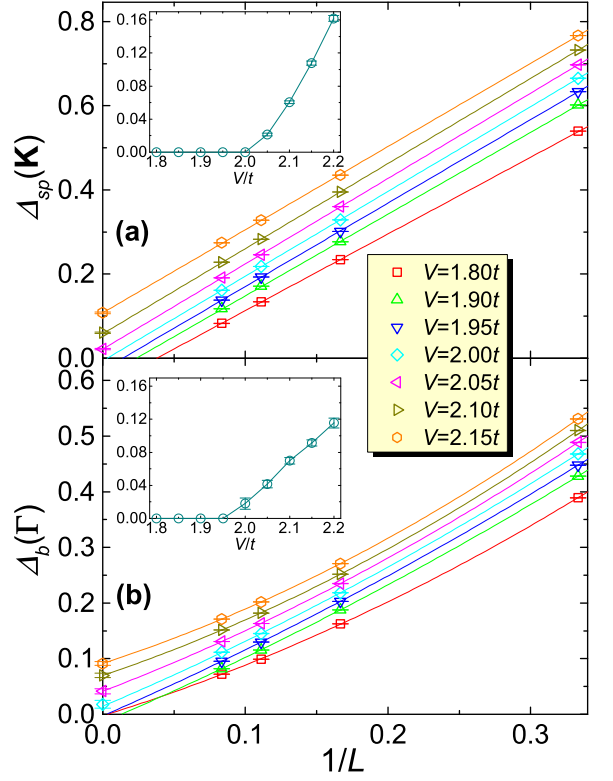 Δsp(K)
0.8
0.6
0.4
0.2
0.0
0.16
0.12
0.08
0.04
0.00
1.8 1.9 2.0 2.1 2.2
V/t
(a)
V=1.80t
V=1.90t
V=1.95t
V=2.00t
V=2.05t
V=2.10t
V=2.15t
Δb(Γ)
0.6
0.5
0.4
0.3
0.2
0.1
0.0
0.16
0.12
0.08
0.04
0.00
1.8 1.9 2.0 2.1 2.2
V/t
(b)
0.0 0.1 0.2 0.3
1/L